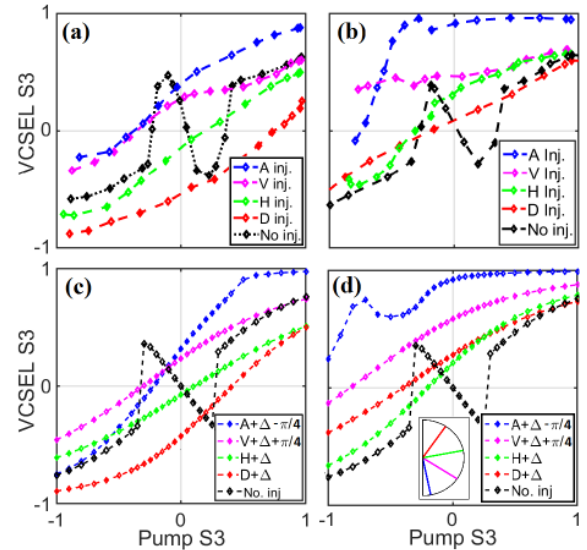 (a)
(b)
VCSEL S3
1
0
-1
A inj.
V inj.
H inj.
D inj.
No inj.
A Inj.
V Inj.
H Inj.
D Inj.
No inj.
(c)
(d)
VCSEL S3
1
0
-1
A+Δ-π/4
V+Δ+π/4
H+Δ
D+Δ
No. inj
A+Δ-π/4
V+Δ+π/4
H+Δ
D+Δ
No. inj
-1 0 1 -1 0 1
Pump S3 Pump S3